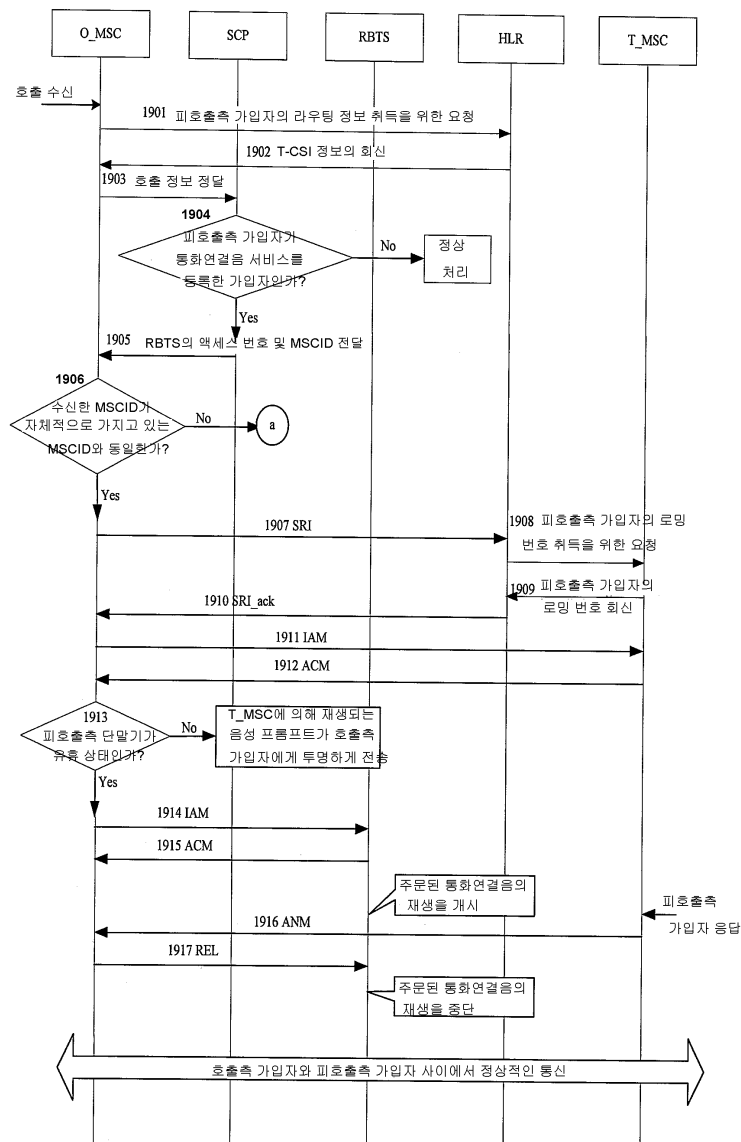 O_MSC
SCP
RBTS
HLR
T_MSC
호출 수신
1901 피호출측 가입자의 라우팅 정보 취득을 위한 요청
1902 T-CSI 정보의 회신
1903 호출 정보 정달
1904
피호출측 가입자가
통화연결음 서비스를
등록한 가입자인가?
No
정상
처리
Yes
1905 RBTS의 액세스 번호 및 MSCID 전달
1906
수신한 MSCID가
자체적으로 가지고 있는
MSCID와 동일한가?
No
a
Yes
1907 SRI
1908 피호출측 가입자의 로밍
번호 취득을 위한 요청
1909 피호출측 가입자의
로밍 번호 회신
1910 SRI_ack
1911 IAM
1912 ACM
1913
피호출측 단말기가
유휴 상태인가?
No
T_MSC에 의해 재생되는
음성 프롬프트가 호출측
가입자에게 투명하게 전송
Yes
1914 IAM
1915 ACM
주문된 통화연결음의
재생을 개시
피호출측
가입자 응답
1916 ANM
1917 REL
주문된 통화연결음의
재생을 중단
호출측 가입자와 피호출측 가입자 사이에서 정상적인 통신